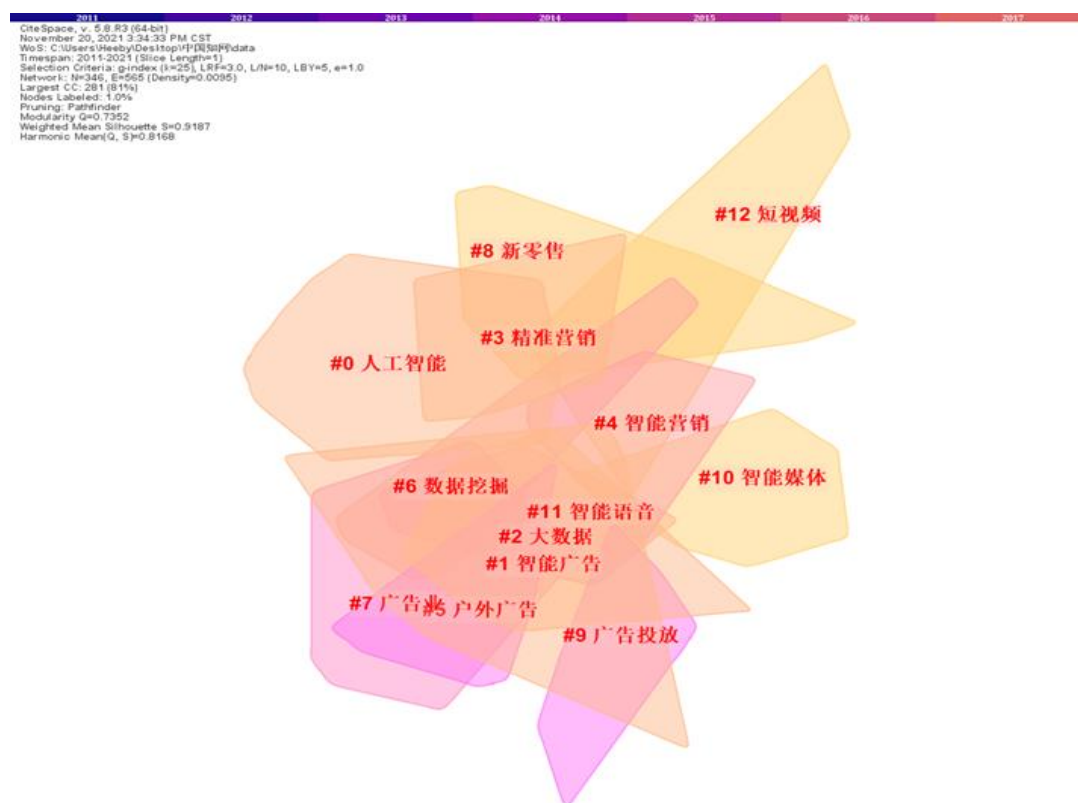 2011 2012 2013 2014 2015 2016 2017
CiteSpace, v. 5.8.R3 (64-bit)
November 20, 2021 3:34:33 PM CST
WoS: C:\Users\Heeby\Desktop\中国知网\data
Timespan: 2011-2021 (Slice Length=1)
Selection Criteria: g-index (k=25), LRF=3.0, L/N=10, LBY=5, e=1.0
Network: N=346, E=565 (Density=0.0095)
Largest CC: 281 (81%)
Nodes Labeled: 1.0%
Pruning: Pathfinder
Modularity Q=0.7352
Weighted Mean Silhouette S=0.9187
Harmonic Mean(Q, S)=0.8168
#12 短视频
#8 新零售
#3 精准营销
#0 人工智能
#4 智能营销
#10 智能媒体
#6 数据挖掘
#11 智能语音
#2 大数据
#1 智能广告
#7 广告业
#5 户外广告
#9 广告投放